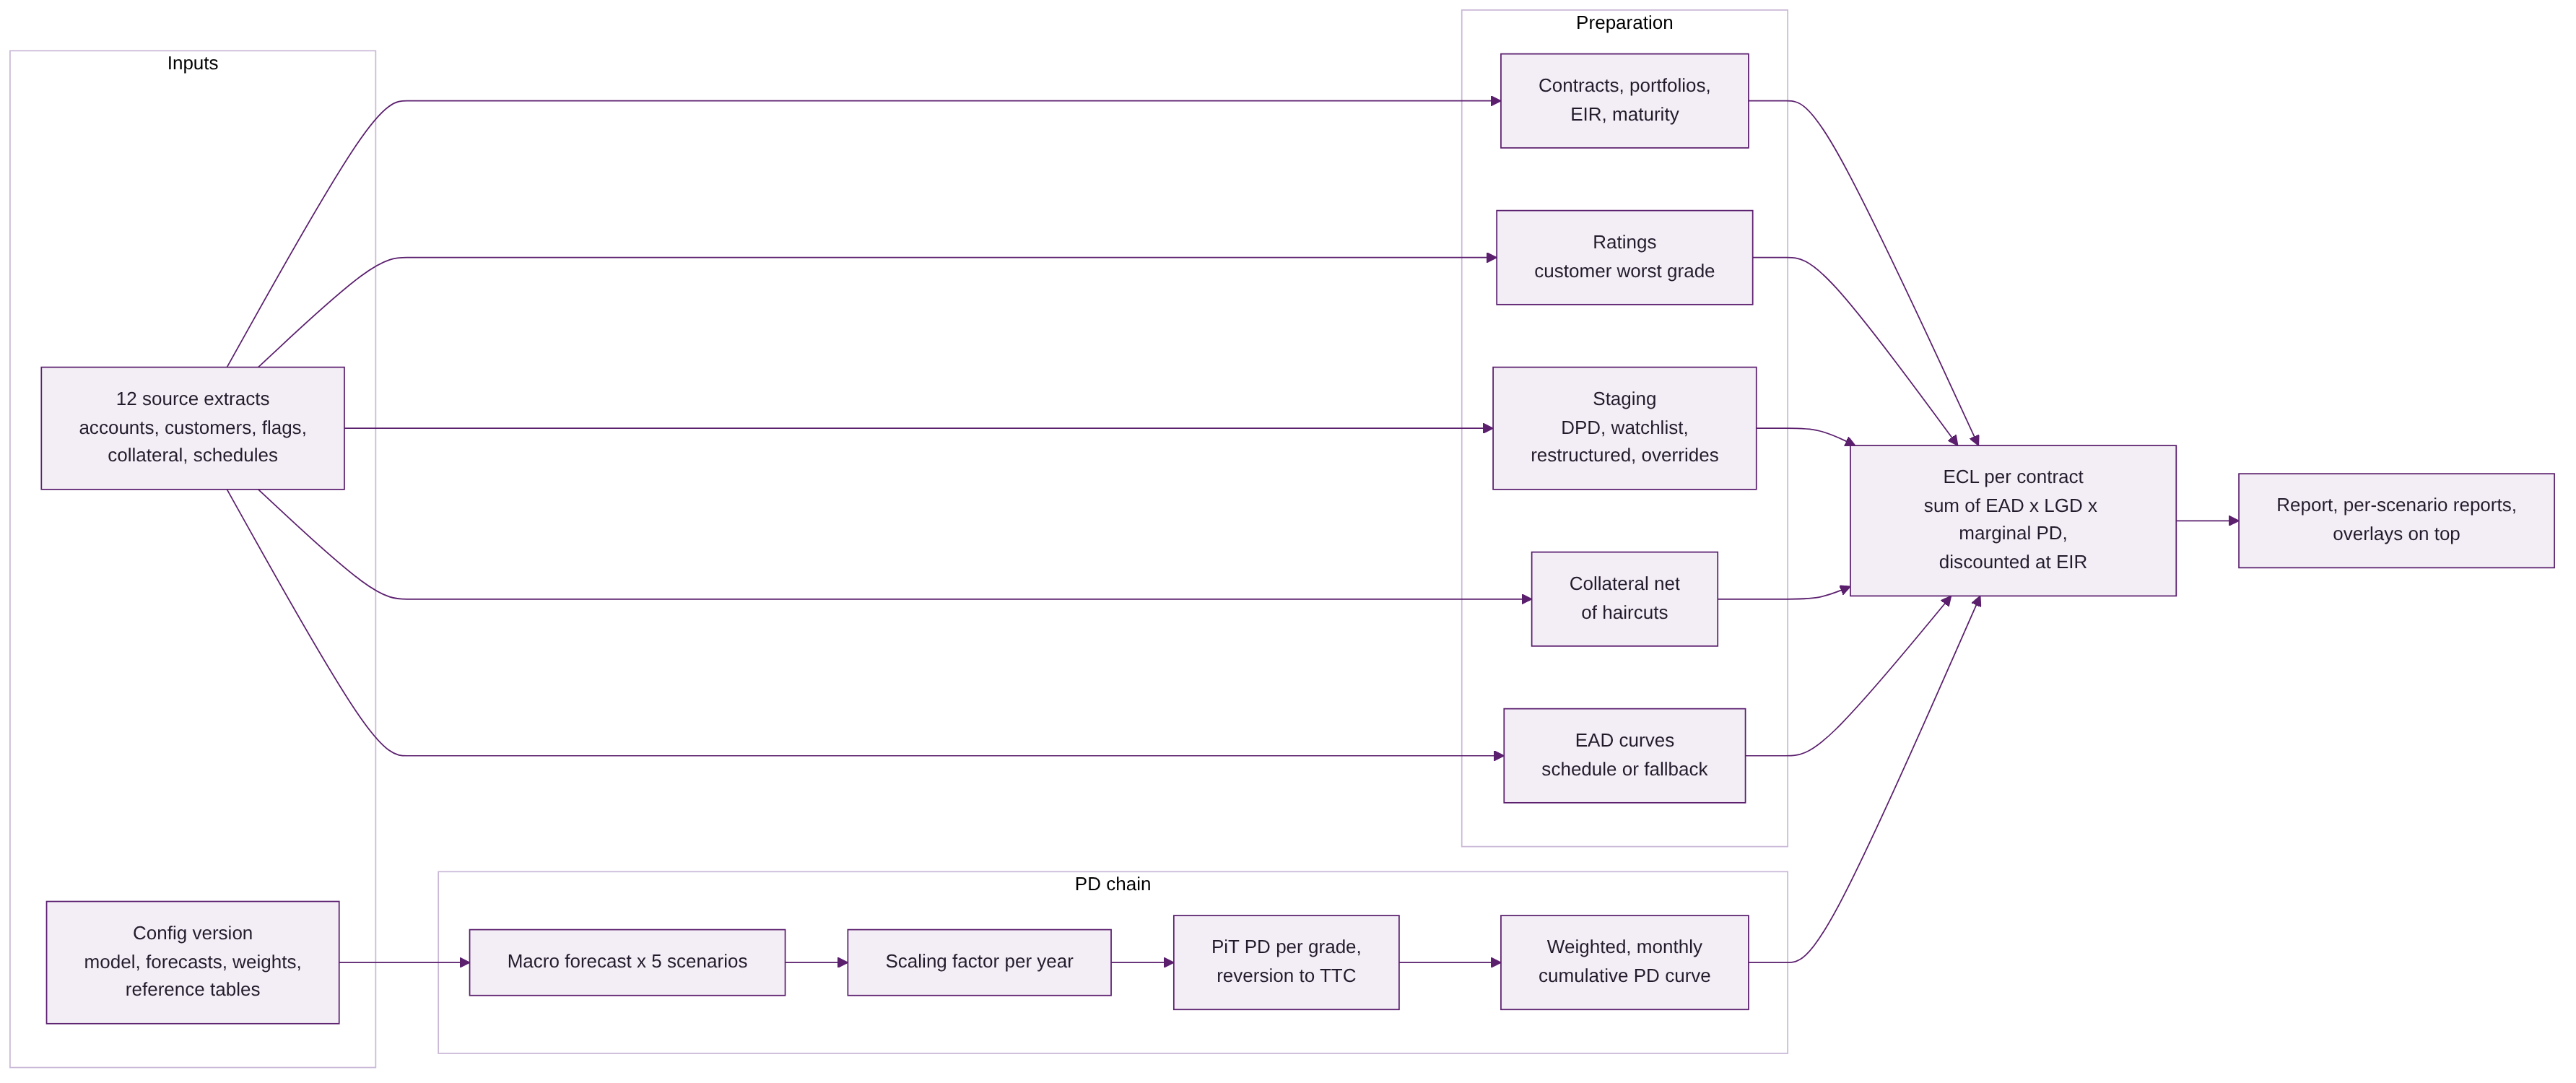 Inputs
12 source extracts
accounts, customers, flags,
collateral, schedules
Config version
model, forecasts, weights,
reference tables
Preparation
Contracts, portfolios,
EIR, maturity
Ratings
customer worst grade
Staging
DPD, watchlist,
restructured, overrides
Collateral net
of haircuts
EAD curves
schedule or fallback
PD chain
Macro forecast x 5 scenarios
Scaling factor per year
PiT PD per grade,
reversion to TTC
Weighted, monthly
cumulative PD curve
ECL per contract
sum of EAD x LGD x
marginal PD,
discounted at EIR
Report, per-scenario reports,
overlays on top